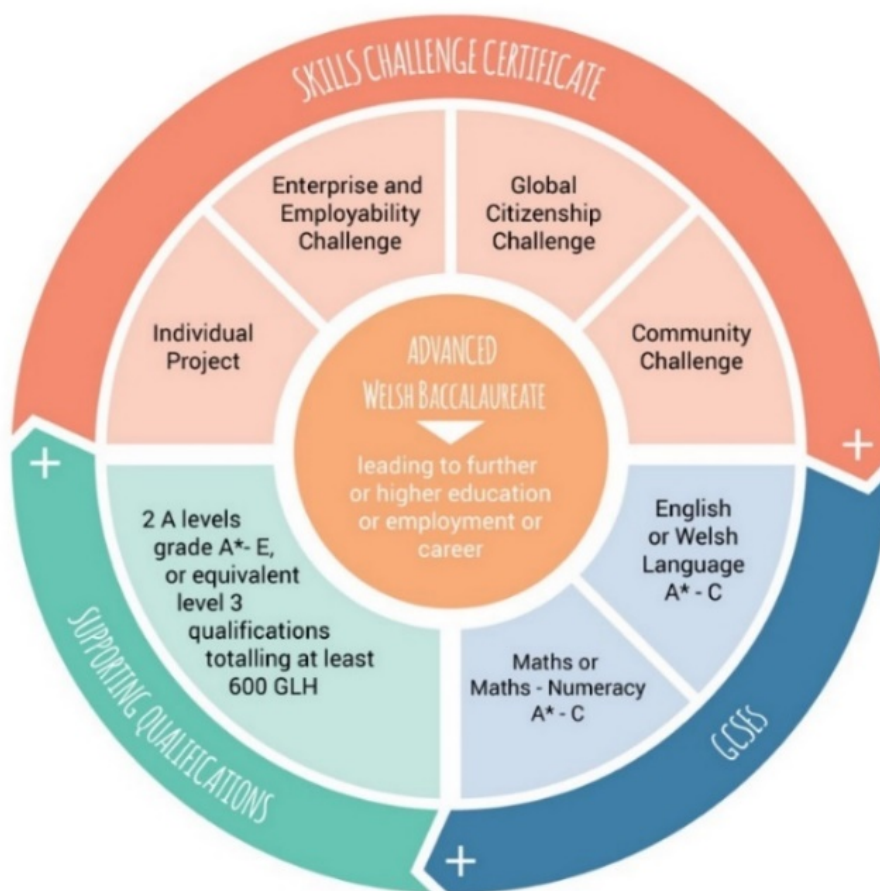 SKILLS CHALLENGE CERTIFICATE
Individual
Project
Enterprise and
Employability
Challenge
Global
Citizenship
Challenge
Community
Challenge
ADVANCED
WELSH BACCALAUREATE
leading to further
or higher education
or employment or
career
English
or Welsh
Language
A* - C
Maths or
Maths - Numeracy
A* - C
GCSES
2 A levels
grade A*- E,
or equivalent
level 3
qualifications
totalling at least
600 GLH
SUPPORTING QUALIFICATIONS
+
+
+